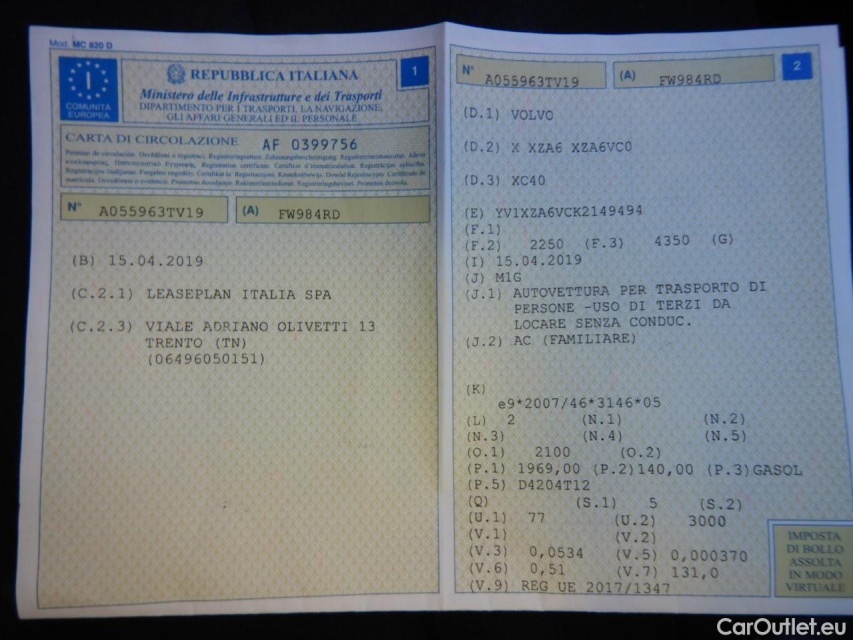 Mod. MC 820 D
I
COMUNITÀ
EUROPEA
REPUBBLICA ITALIANA
1
Ministero delle Infrastrutture e dei Trasporti
DIPARTIMENTO PER I TRASPORTI, LA NAVIGAZIONE,
GLI AFFARI GENERALI ED IL PERSONALE
CARTA DI CIRCOLAZIONE AF 0399756
N° A055963TV19 (A) FW984RD
(B) 15.04.2019
(C.2.1) LEASEPLAN ITALIA SPA
(C.2.3) VIALE ADRIANO OLIVETTI 13
TRENTO (TN)
(06496050151)
N° A055963TV19 (A) FW984RD
2
(D.1) VOLVO
(D.2) X XZA6 XZA6VC0
(D.3) XC40
(E) YV1XZA6VCK2149494
(F.1)
(F.2) 2250 (F.3) 4350 (G)
(I) 15.04.2019
(J) M1G
(J.1) AUTOVETTURA PER TRASPORTO DI
PERSONE -USO DI TERZI DA
LOCARE SENZA CONDUC.
(J.2) AC (FAMILIARE)
(K)
e9*2007/46*3146*05
(L) 2 (N.1) (N.2)
(N.3) (N.4) (N.5)
(O.1) 2100 (O.2)
(P.1) 1969,00 (P.2)140,00 (P.3)GASOL
(P.5) D4204T12
(Q) (S.1) 5 (S.2)
(U.1) 77 (U.2) 3000
(V.1) (V.2)
(V.3) 0,0534 (V.5) 0,000370
(V.6) 0,51 (V.7) 131,0
(V.9) REG UE 2017/1347
IMPOSTA
DI BOLLO
ASSOLTA
IN MODO
VIRTUALE
CarOutlet.eu